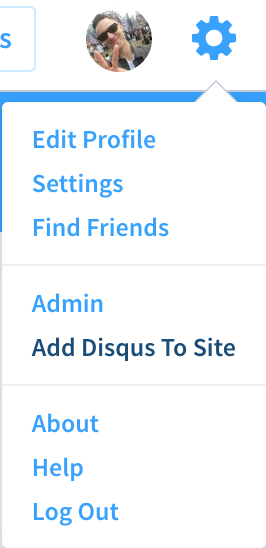 s
Edit Profile
Settings
Find Friends
Admin
Add Disqus To Site
About
Help
Log Out